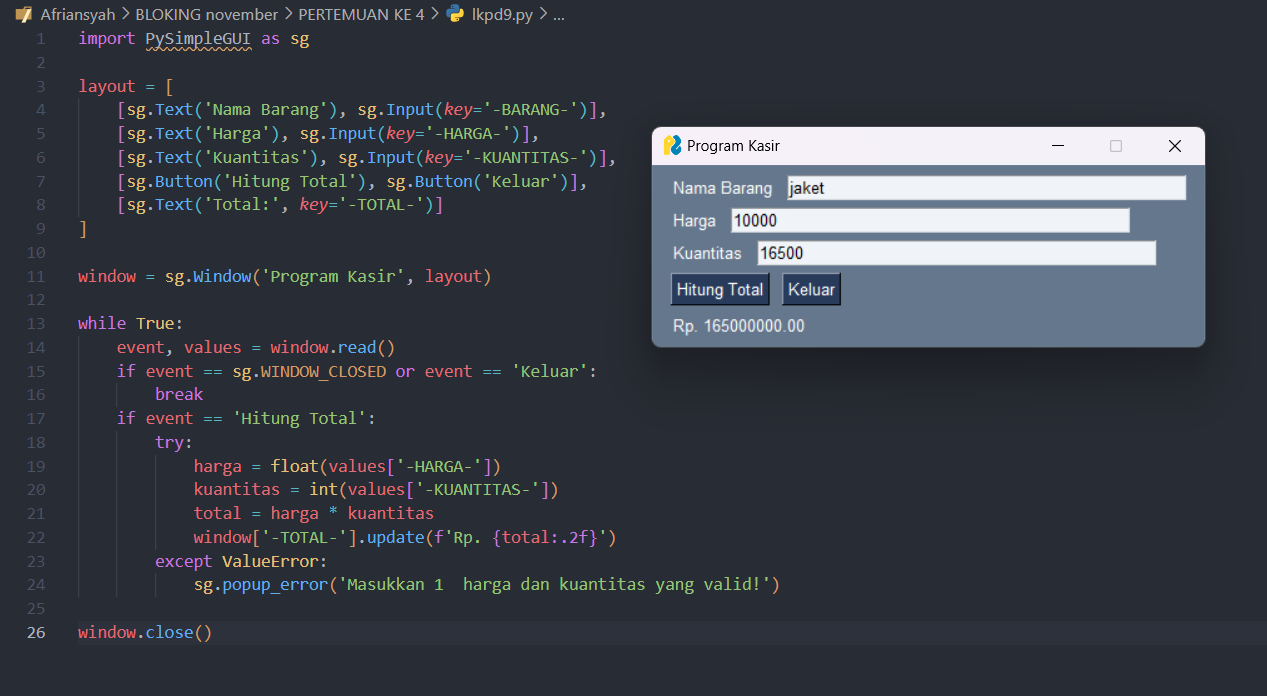 Afriansyah > BLOKING november > PERTEMUAN KE 4 > lkpd9.py > ...
1 import PySimpleGUI as sg
2
3 layout = [
4 [sg.Text('Nama Barang'), sg.Input(key='-BARANG-')],
5 [sg.Text('Harga'), sg.Input(key='-HARGA-')],
6 [sg.Text('Kuantitas'), sg.Input(key='-KUANTITAS-')],
7 [sg.Button('Hitung Total'), sg.Button('Keluar')],
8 [sg.Text('Total:', key='-TOTAL-')]
9 ]
10
11 window = sg.Window('Program Kasir', layout)
12
13 while True:
14 event, values = window.read()
15 if event == sg.WINDOW_CLOSED or event == 'Keluar':
16 break
17 if event == 'Hitung Total':
18 try:
19 harga = float(values['-HARGA-'])
20 kuantitas = int(values['-KUANTITAS-'])
21 total = harga * kuantitas
22 window['-TOTAL-'].update(f'Rp. {total:.2f}')
23 except ValueError:
24 sg.popup_error('Masukkan 1  harga dan kuantitas yang valid!')
25
26 window.close()
Program Kasir
Nama Barang jaket
Harga 10000
Kuantitas 16500
Hitung Total Keluar
Rp. 165000000.00